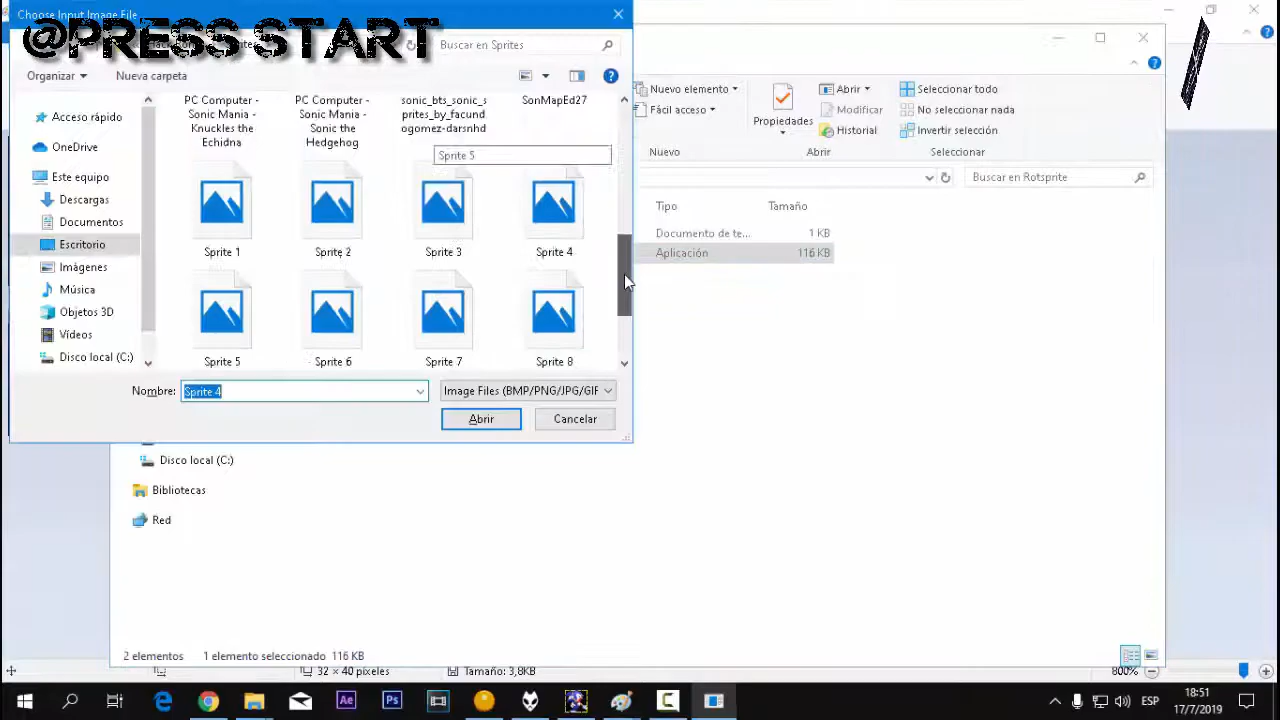 Choose Input Image File
@PRESS START
Buscar en Sprites
Organizar
Nueva carpeta
Acceso rápido
OneDrive
Este equipo
Descargas
Documentos
Escritorio
Imágenes
Música
Objetos 3D
Vídeos
Disco local (C:)
PC Computer -
Sonic Mania -
Knuckles the
Echidna
PC Computer -
Sonic Mania -
Sonic the
Hedgehog
sonic_bts_sonic_s
prites_by_facund
ogomez-darsnhd
SonMapEd27
Sprite 5
Sprite 1
Sprite 2
Sprite 3
Sprite 4
Sprite 5
Sprite 6
Sprite 7
Sprite 8
Nombre:
Sprite 4
Image Files (BMP/PNG/JPG/GIF
Abrir
Cancelar
Nuevo elemento
Fácil acceso
Nuevo
Propiedades
Abrir
Modificar
Historial
Abrir
Seleccionar todo
No seleccionar nada
Invertir selección
Seleccionar
Buscar en Rotsprite
Tipo
Tamaño
Documento de te...
1 KB
Aplicación
116 KB
Disco local (C:)
Bibliotecas
Red
2 elementos
1 elemento seleccionado
116 KB
32 × 40 píxeles
Tamaño: 3,8KB
800%
Ae
Ps
ESP
18:51
17/7/2019